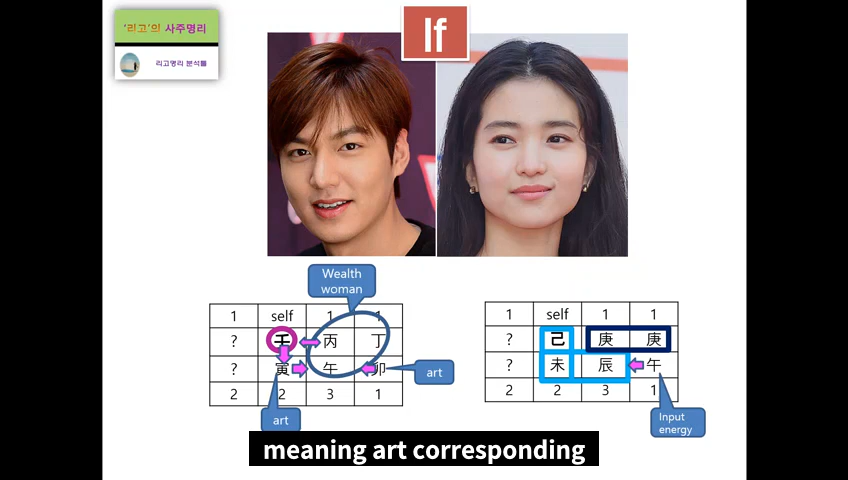 '리고'의 사주명리
리고명리 분석틀
If
Wealth
woman
1 self 1 1
? 壬 丙 丁
? 寅 午 卯
2 2 3 1
art
art
1 self 1 1
? 己 庚 庚
? 未 辰 午
2 2 3 1
Input
energy
meaning art corresponding